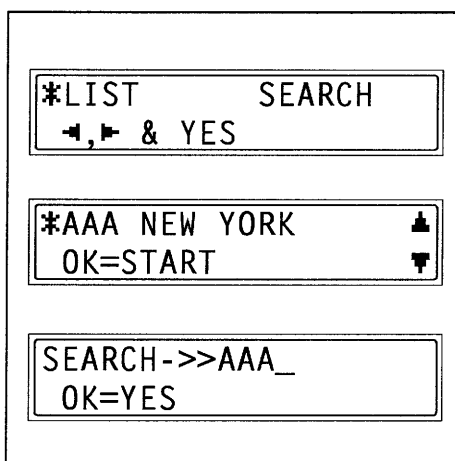 *LIST SEARCH
◄,► & YES
*AAA NEW YORK ▲
OK=START ▼
SEARCH->>AAA_
OK=YES